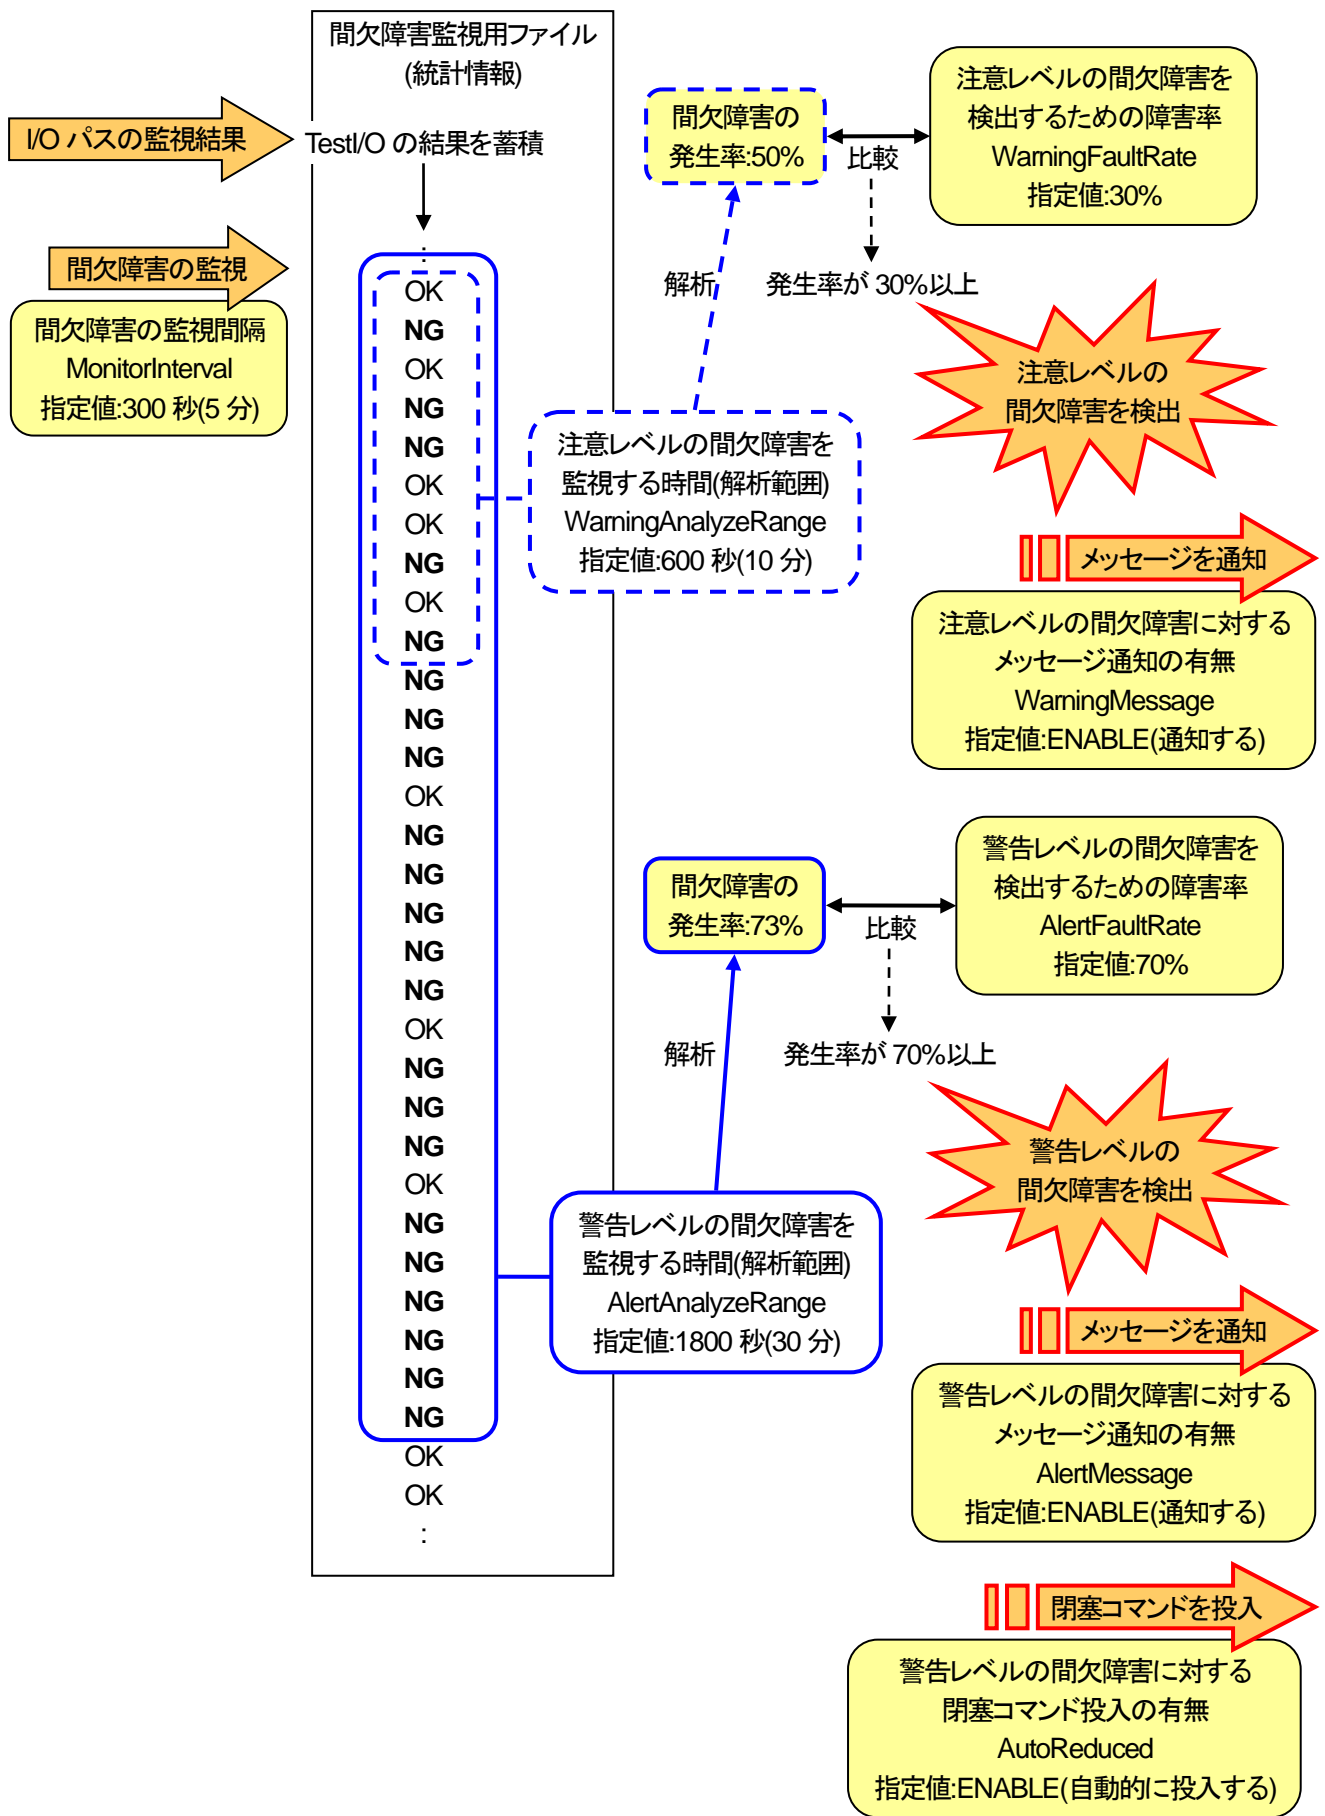 間欠障害監視用ファイル
(統計情報)
I/O パスの監視結果
TestI/O の結果を蓄積
間欠障害の監視
間欠障害の監視間隔
MonitorInterval
指定値:300 秒(5 分)
:
OK
NG
OK
NG
NG
OK
OK
NG
OK
NG
NG
NG
NG
OK
NG
NG
NG
NG
NG
OK
NG
NG
NG
OK
NG
NG
NG
NG
NG
NG
OK
OK
:
間欠障害の
発生率:50%
比較
注意レベルの間欠障害を
検出するための障害率
WarningFaultRate
指定値:30%
解析
発生率が 30%以上
注意レベルの
間欠障害を検出
注意レベルの間欠障害を
監視する時間(解析範囲)
WarningAnalyzeRange
指定値:600 秒(10 分)
メッセージを通知
注意レベルの間欠障害に対する
メッセージ通知の有無
WarningMessage
指定値:ENABLE(通知する)
間欠障害の
発生率:73%
比較
警告レベルの間欠障害を
検出するための障害率
AlertFaultRate
指定値:70%
解析
発生率が 70%以上
警告レベルの
間欠障害を検出
警告レベルの間欠障害を
監視する時間(解析範囲)
AlertAnalyzeRange
指定値:1800 秒(30 分)
メッセージを通知
警告レベルの間欠障害に対する
メッセージ通知の有無
AlertMessage
指定値:ENABLE(通知する)
閉塞コマンドを投入
警告レベルの間欠障害に対する
閉塞コマンド投入の有無
AutoReduced
指定値:ENABLE(自動的に投入する)